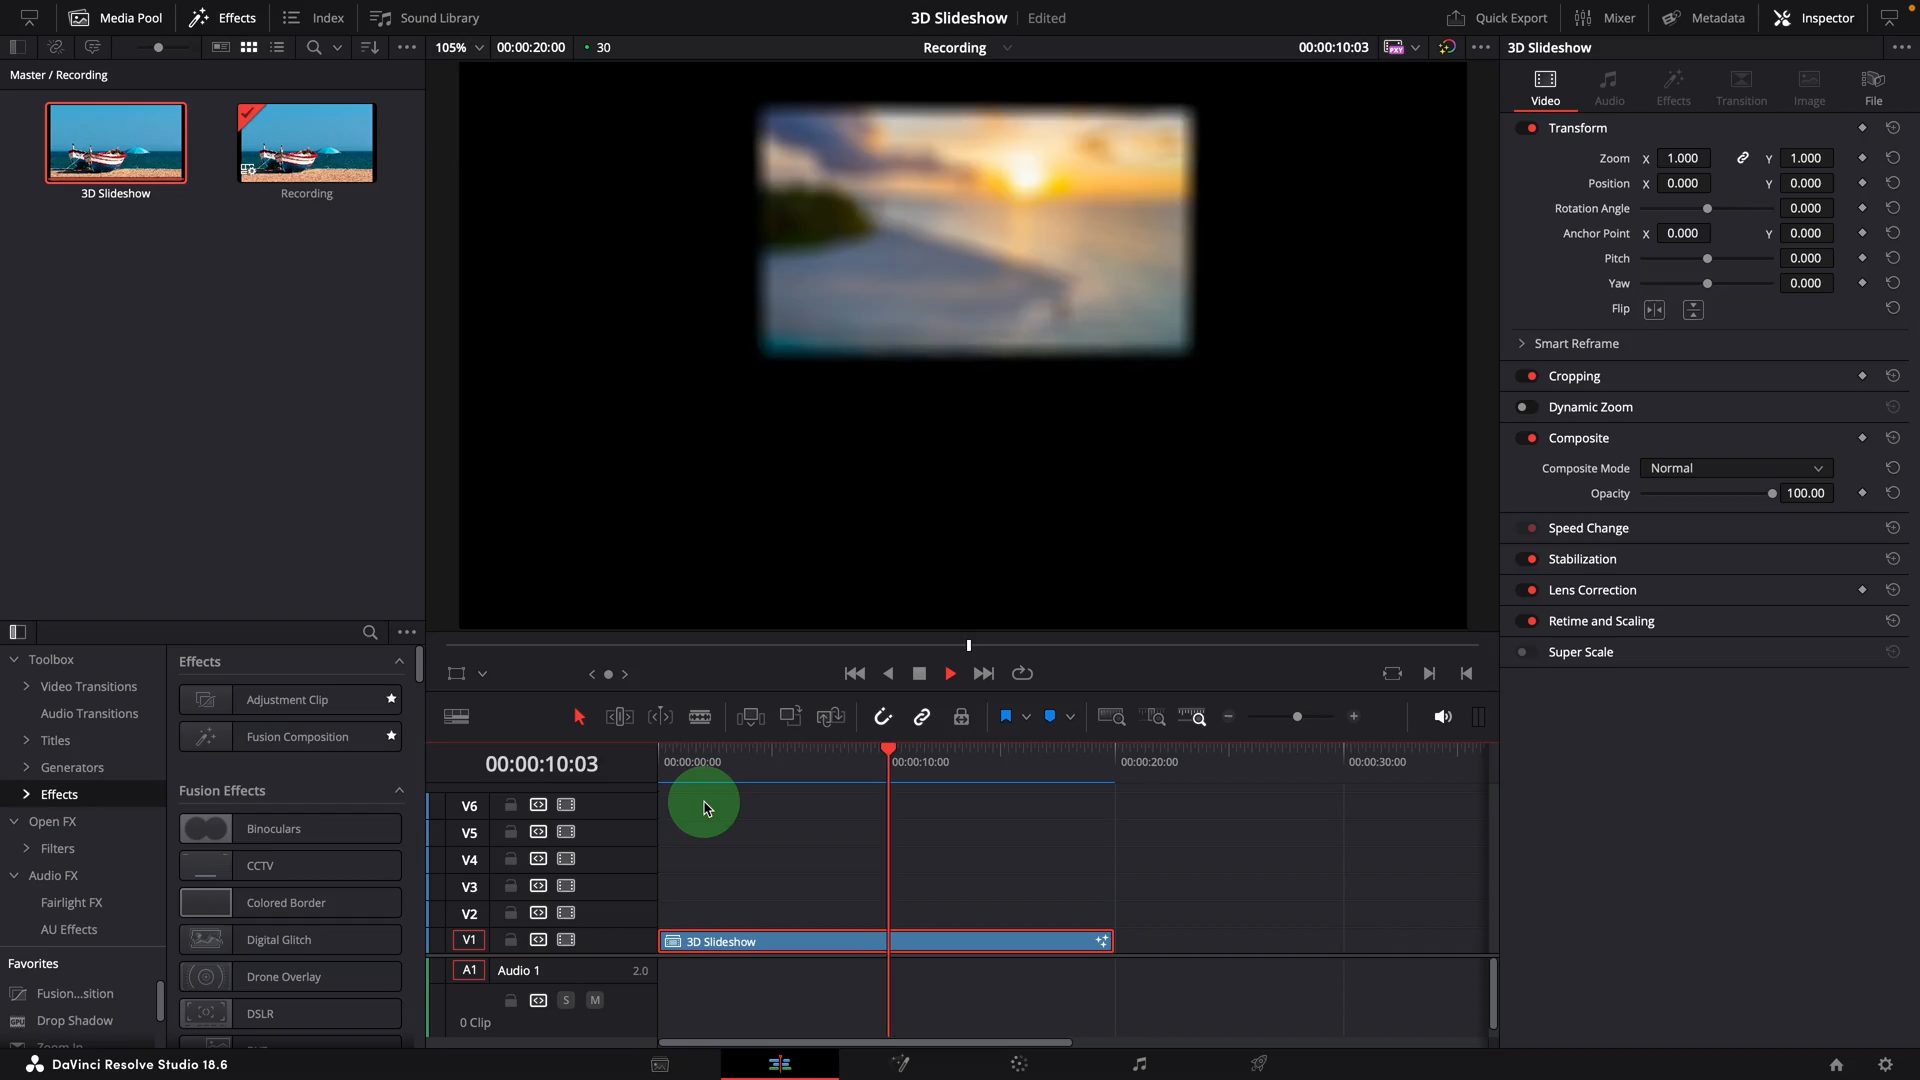 Media Pool
Effects
Index
Sound Library
3D Slideshow
Edited
Quick Export
Mixer
Metadata
Inspector
105%
00:00:20:00
30
Recording
00:00:10:03
3D Slideshow
Master / Recording
3D Slideshow
Recording
Video
Audio
Effects
Transition
Image
File
Transform
Zoom X 1.000 Y 1.000
Position X 0.000 Y 0.000
Rotation Angle 0.000
Anchor Point X 0.000 Y 0.000
Pitch 0.000
Yaw 0.000
Flip
Smart Reframe
Cropping
Dynamic Zoom
Composite
Composite Mode Normal
Opacity 100.00
Speed Change
Stabilization
Lens Correction
Retime and Scaling
Super Scale
Toolbox
Video Transitions
Audio Transitions
Titles
Generators
Effects
Open FX
Filters
Audio FX
Fairlight FX
AU Effects
Favorites
Fusion...sition
Drop Shadow
Effects
Adjustment Clip
Fusion Composition
Fusion Effects
Binoculars
CCTV
Colored Border
Digital Glitch
Drone Overlay
DSLR
00:00:10:03
00:00:00:00
00:00:10:00
00:00:20:00
00:00:30:00
V6
V5
V4
V3
V2
V1
3D Slideshow
A1 Audio 1 2.0
S M
0 Clip
DaVinci Resolve Studio 18.6